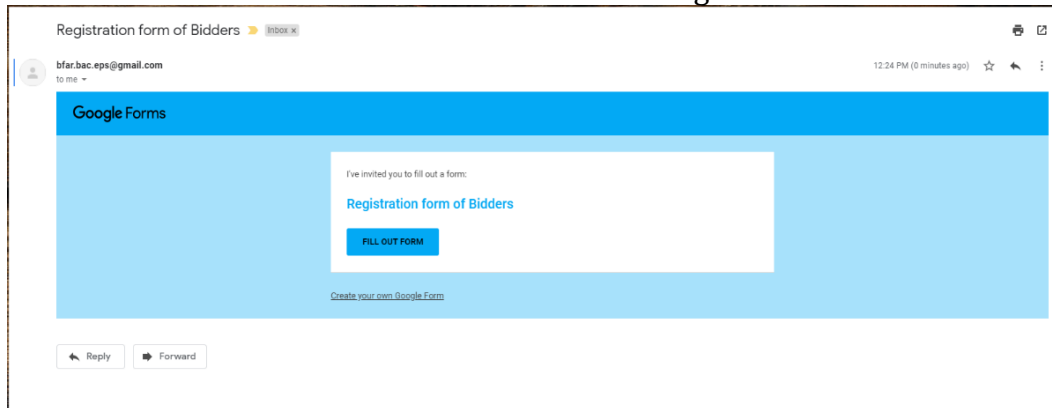 Registration form of Bidders Inbox x
bfar.bac.eps@gmail.com 12:24 PM (0 minutes ago)
to me
Google Forms
I've invited you to fill out a form:
Registration form of Bidders
FILL OUT FORM
Create your own Google Form
Reply Forward